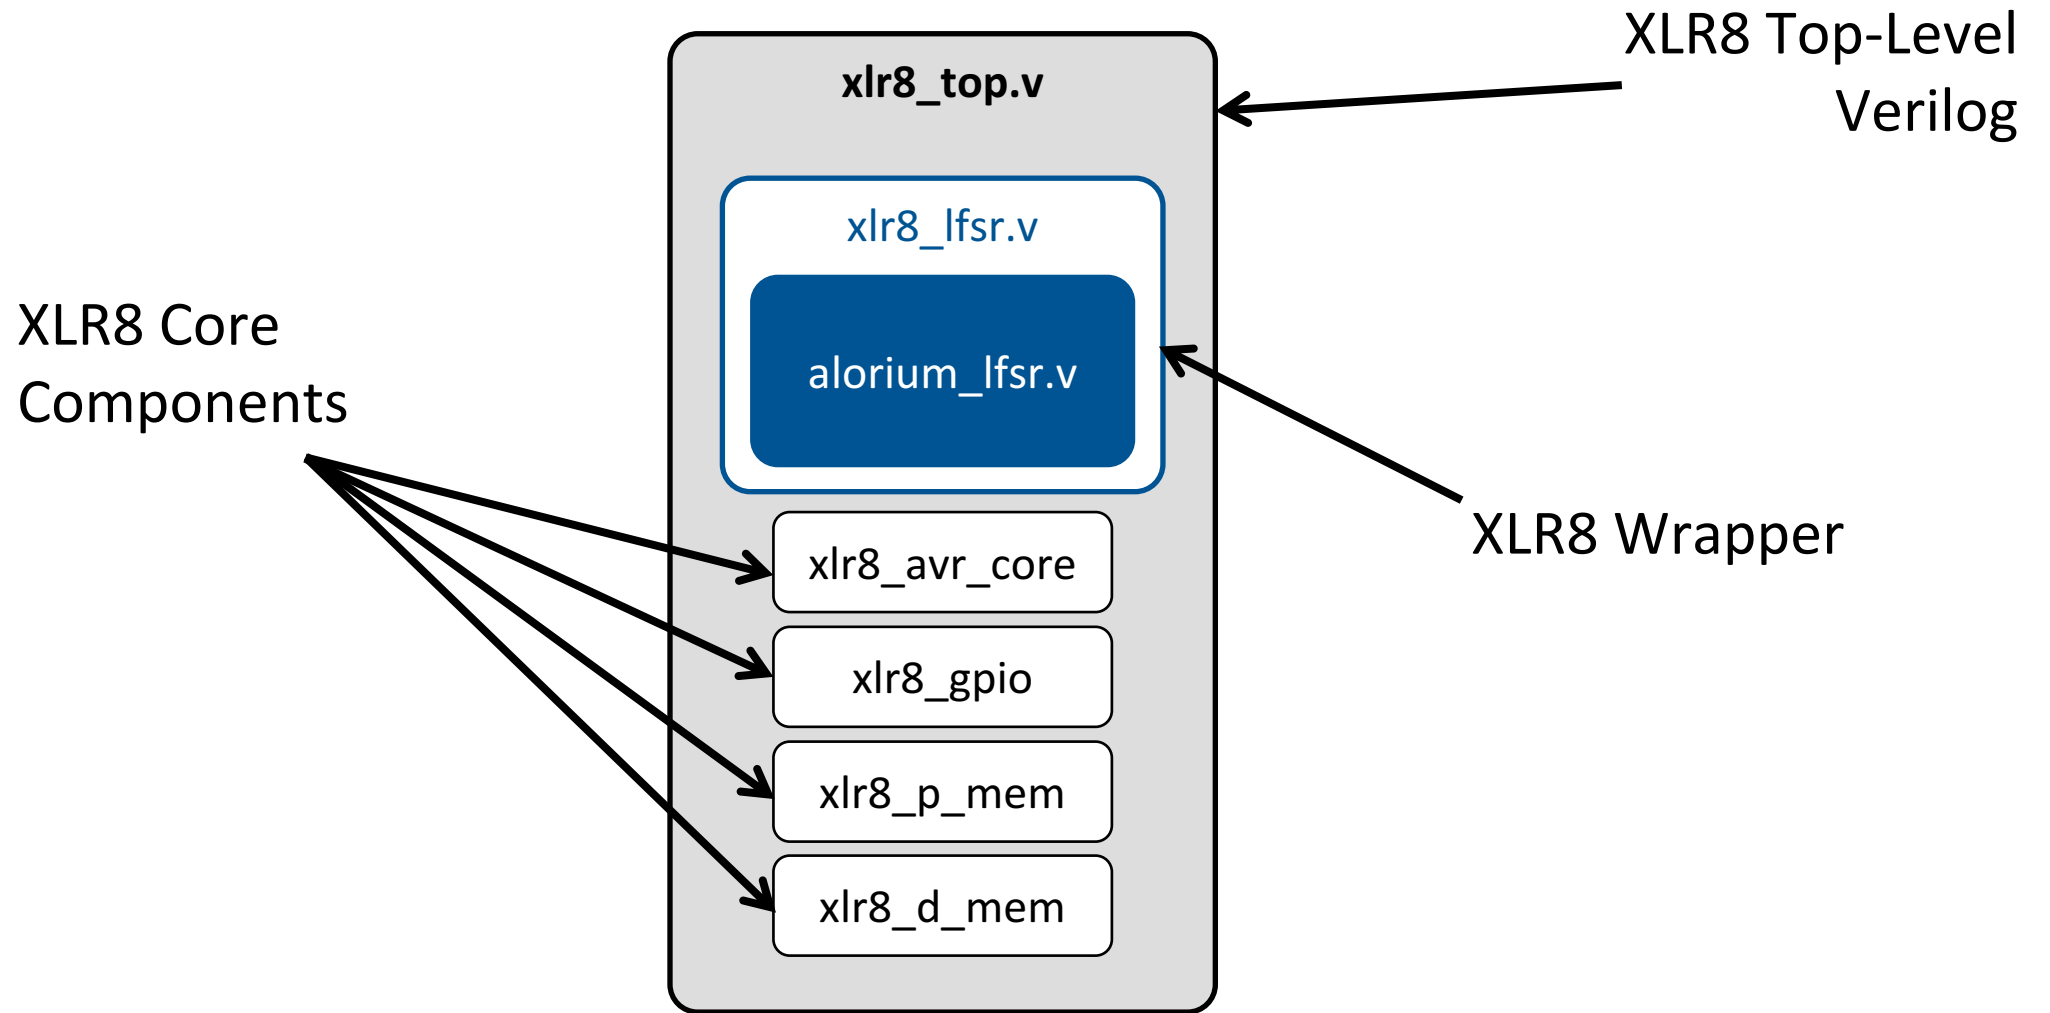 XLR8 Top-Level
Verilog
xlr8_top.v
xlr8_lfsr.v
alorium_lfsr.v
XLR8 Core
Components
XLR8 Wrapper
xlr8_avr_core
xlr8_gpio
xlr8_p_mem
xlr8_d_mem